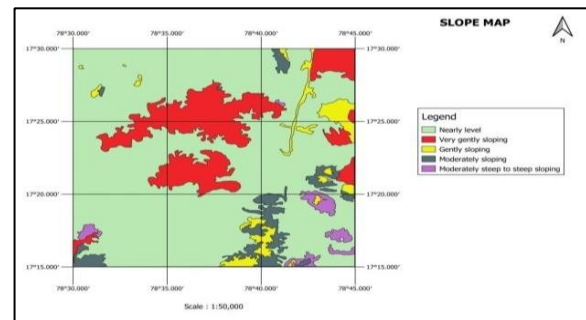 SLOPE MAP
N
78°30.000' 78°35.000' 78°40.000' 78°45.000'
17°30.000' 17°30.000'
17°25.000' 17°25.000'
17°20.000' 17°20.000'
17°15.000' 17°15.000'
78°30.000' 78°35.000' 78°40.000' 78°45.000'
Scale : 1:50,000
Legend
Nearly level
Very gently sloping
Gently sloping
Moderately sloping
Moderately steep to steep sloping